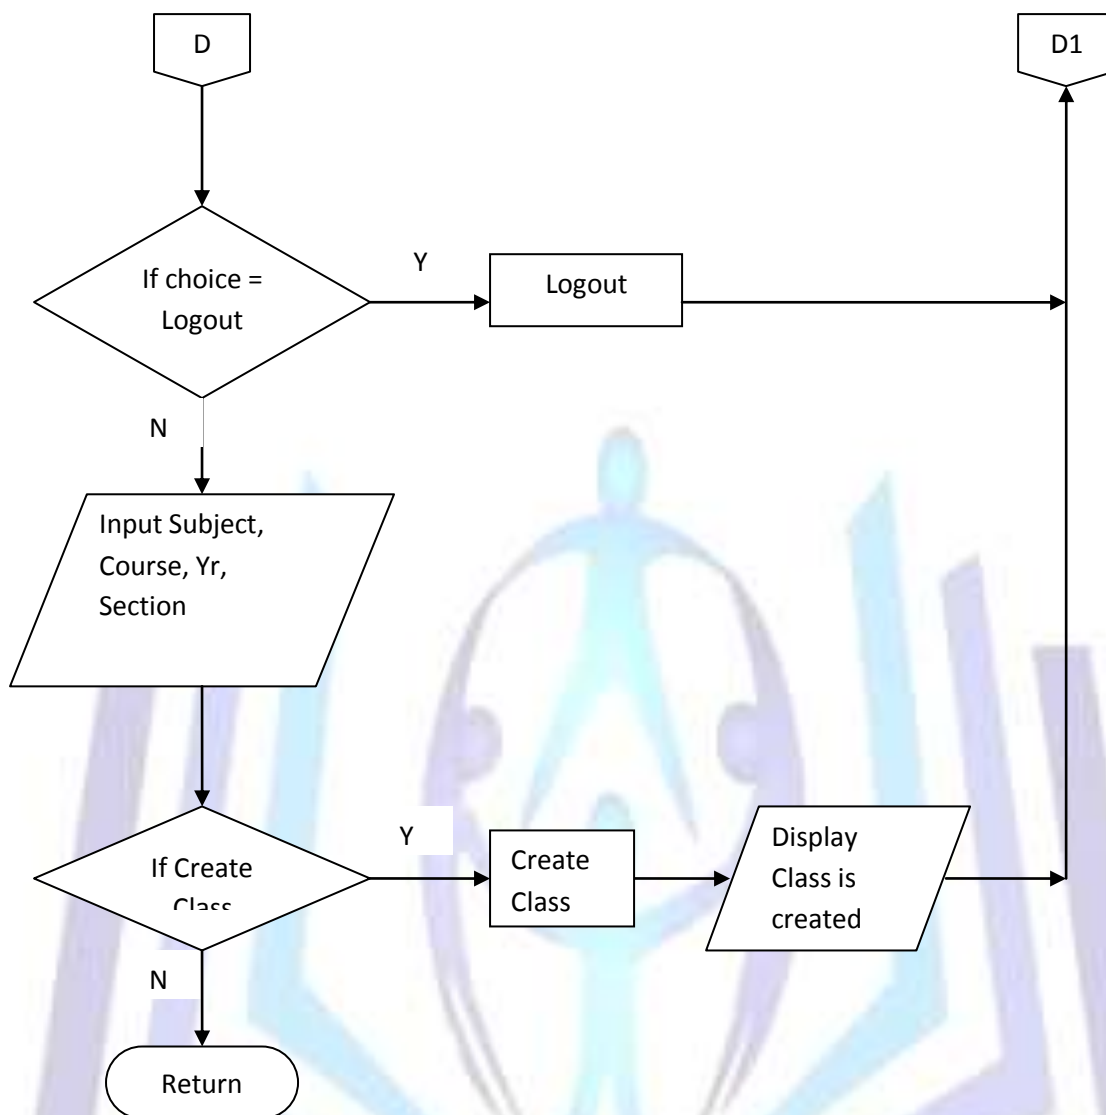 D
D1
If choice =
Logout
Y
Logout
N
Input Subject,
Course, Yr,
Section
If Create
Class
Y
Create
Class
Display
Class is
created
N
Return